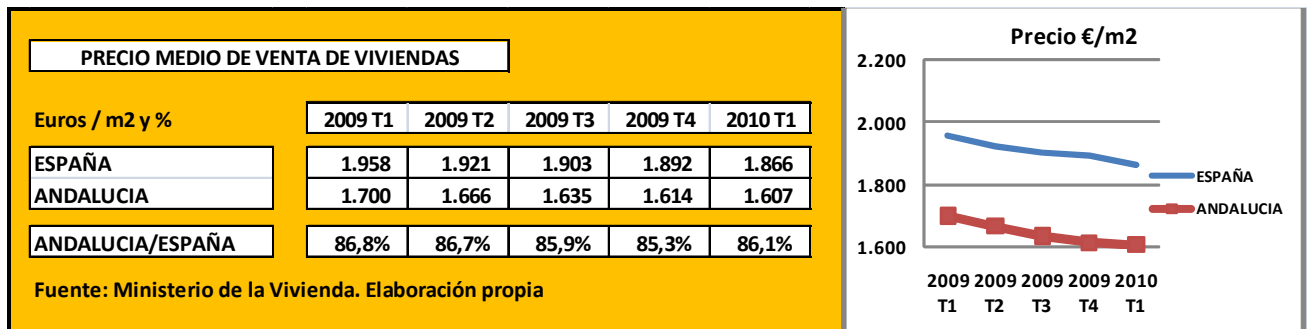 PRECIO MEDIO DE VENTA DE VIVIENDAS
Euros / m2 y % 2009 T1 2009 T2 2009 T3 2009 T4 2010 T1
ESPAÑA 1.958 1.921 1.903 1.892 1.866
ANDALUCIA 1.700 1.666 1.635 1.614 1.607
ANDALUCIA/ESPAÑA 86,8% 86,7% 85,9% 85,3% 86,1%
Fuente: Ministerio de la Vivienda. Elaboración propia
Precio €/m2
2.200
2.000
1.800
1.600
2009 2009 2009 2009 2010
T1 T2 T3 T4 T1
ESPAÑA
ANDALUCIA